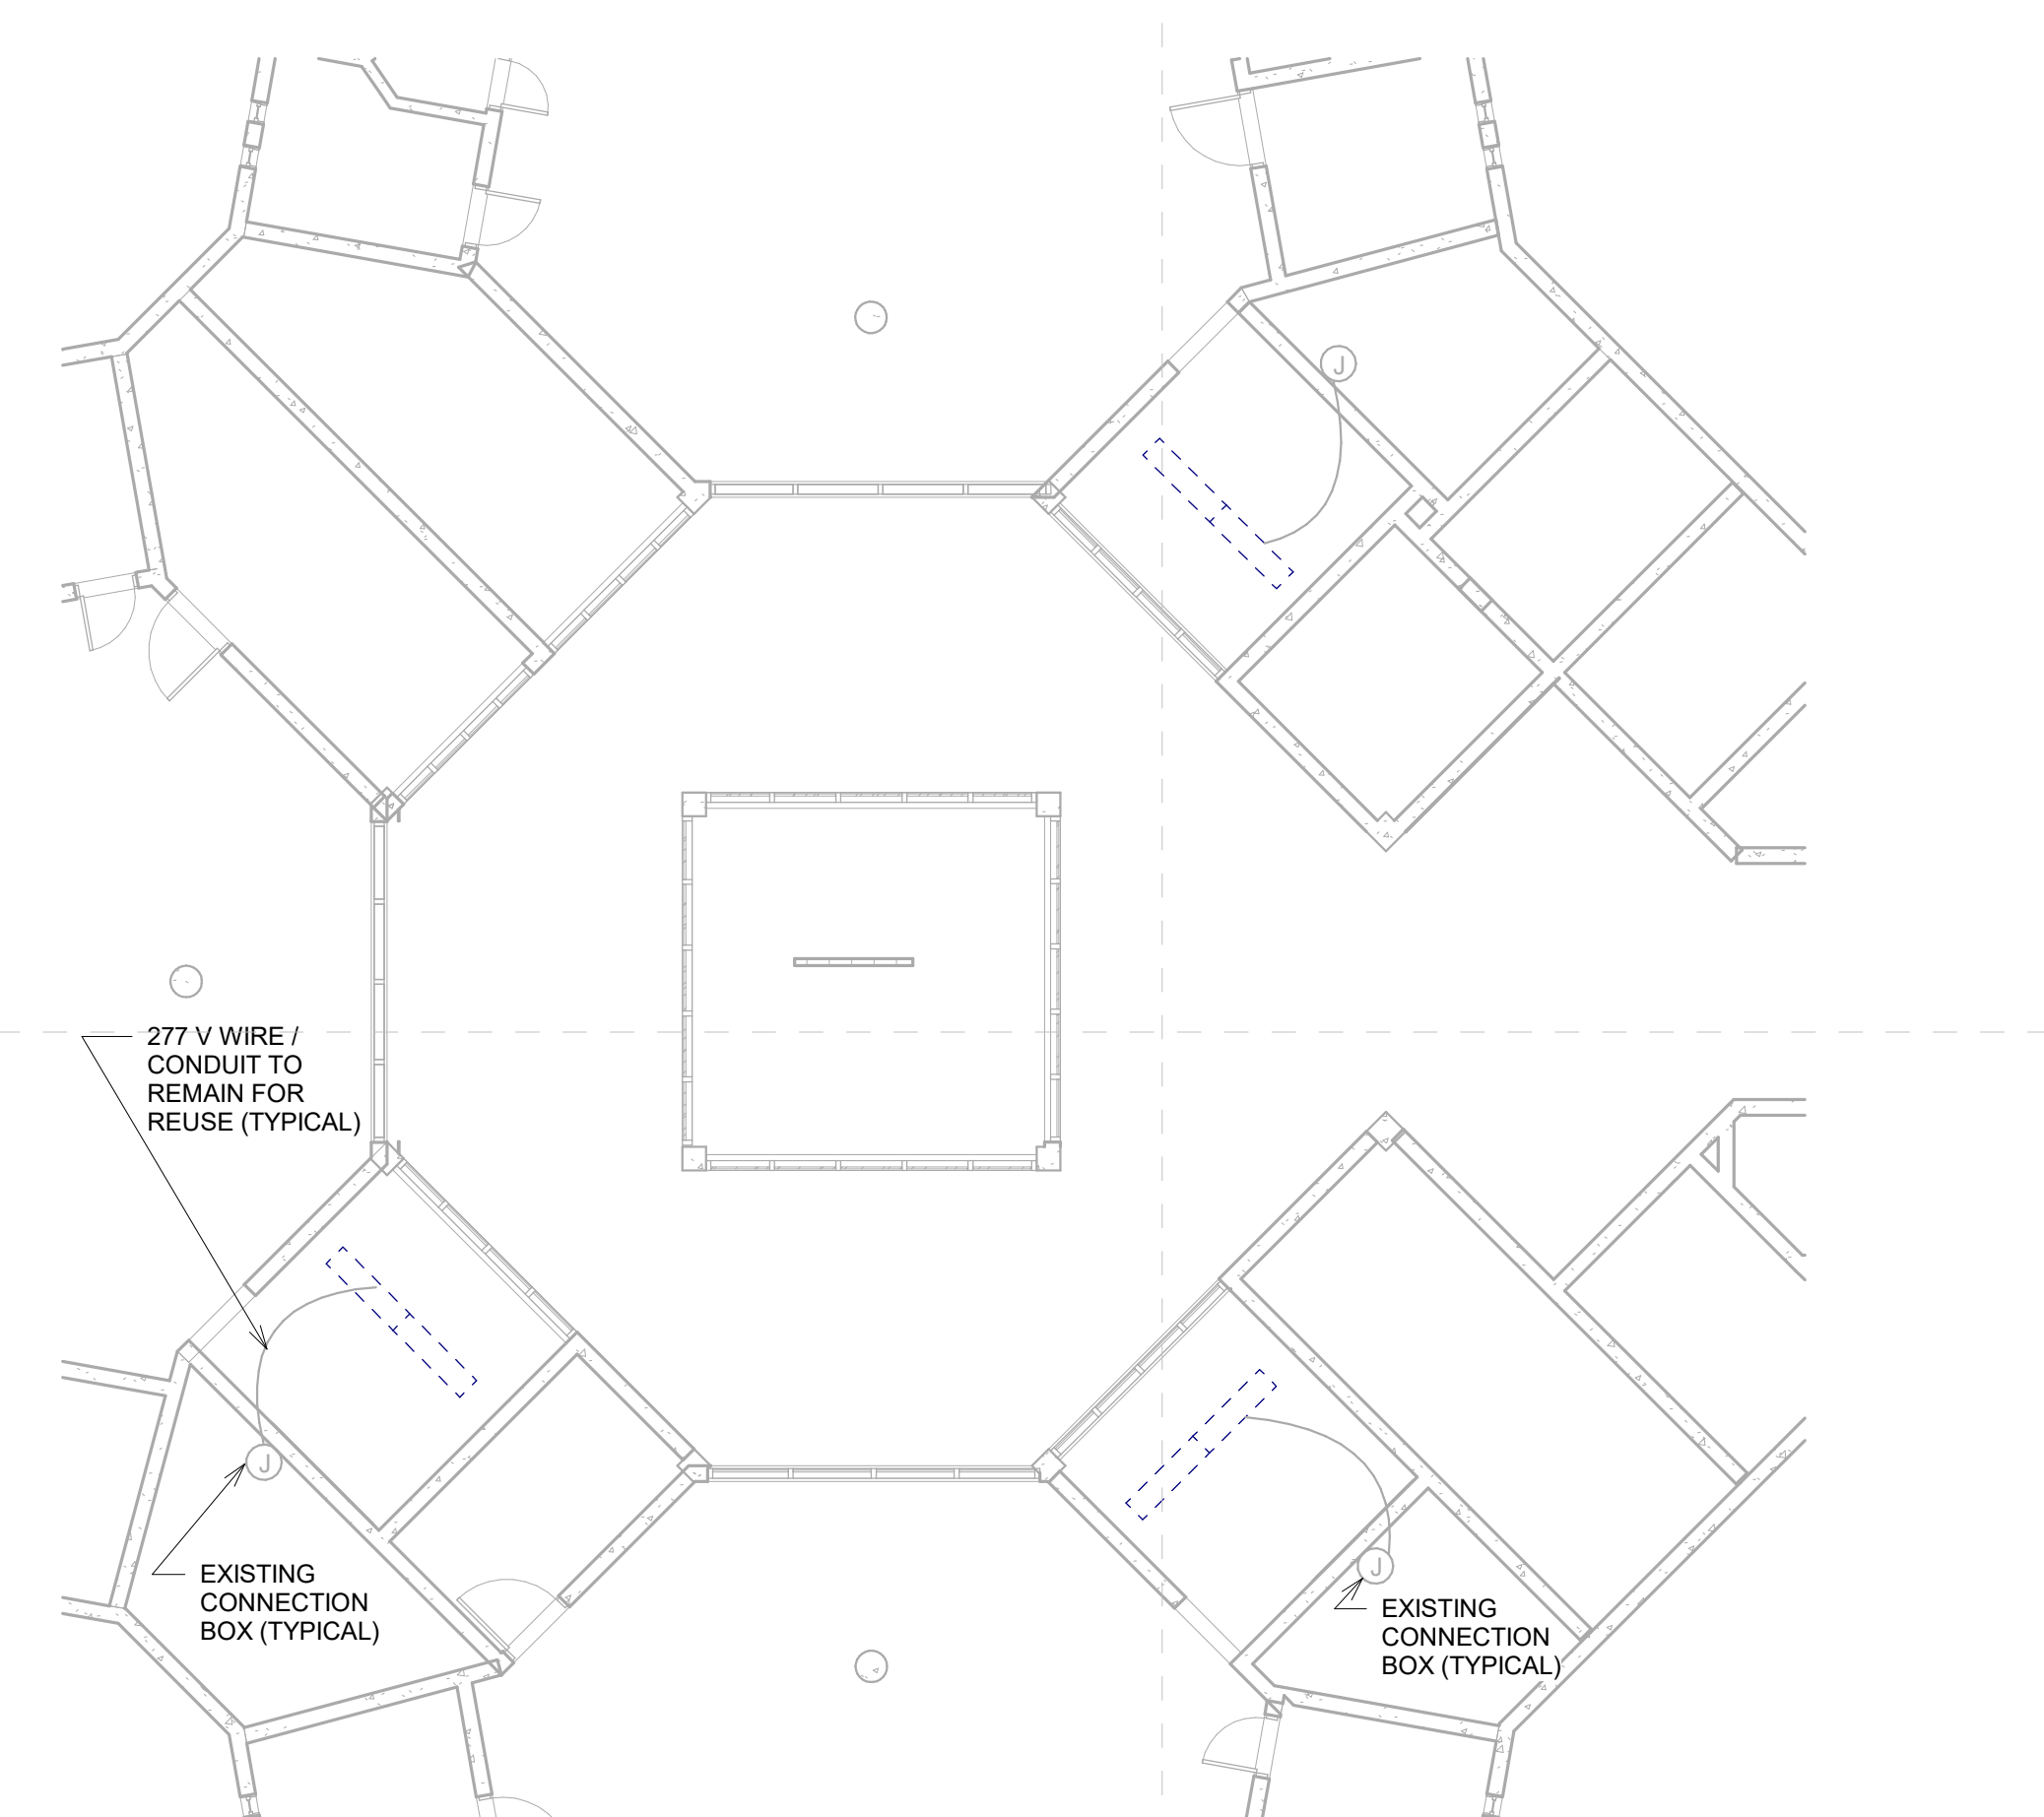 J
277 V WIRE /
CONDUIT TO
REMAIN FOR
REUSE (TYPICAL)
J
EXISTING
CONNECTION
BOX (TYPICAL)
J
EXISTING
CONNECTION
BOX (TYPICAL)